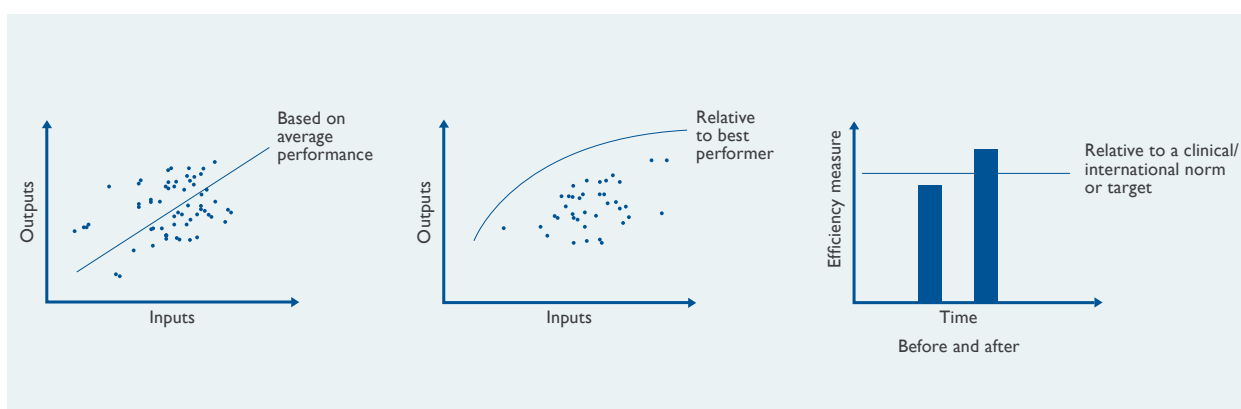 Based on
average
performance
Outputs
Inputs
Relative
to best
performer
Outputs
Inputs
Relative to a clinical/
international norm
or target
Efficiency measure
Time
Before and after